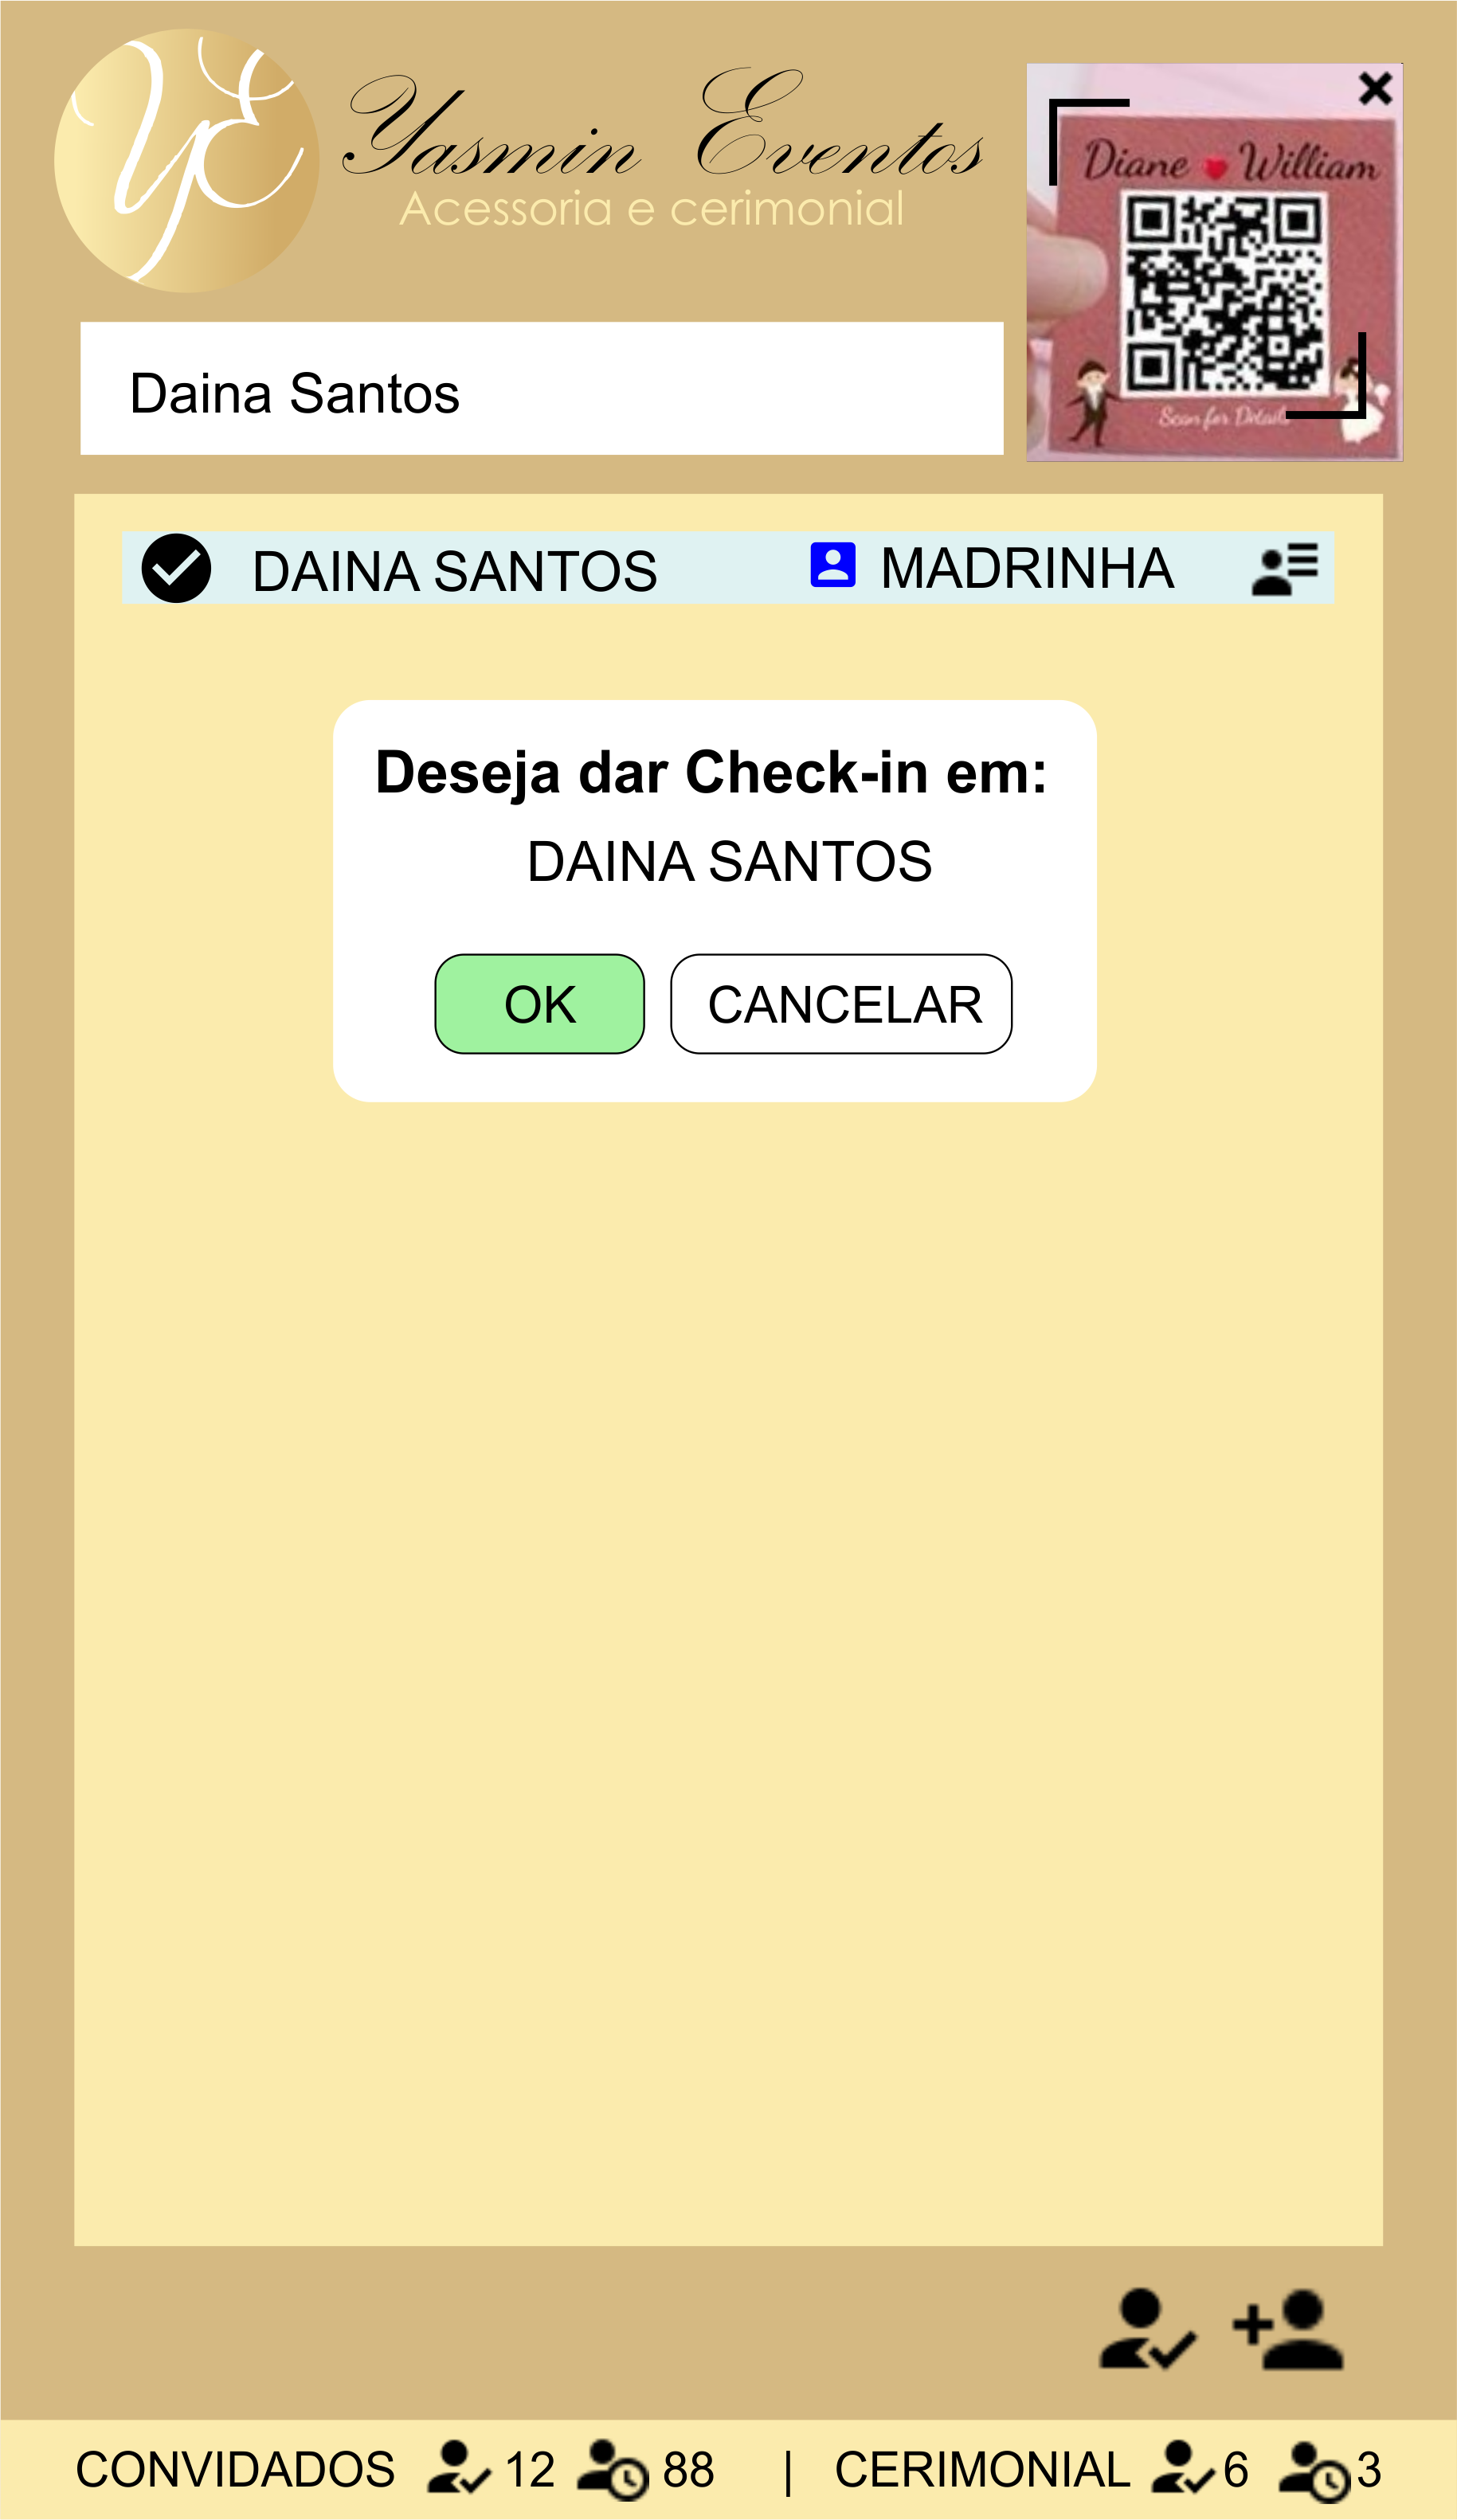 YE
Yasmin Eventos
Acessoria e cerimonial
Diane William
Scan for Details
Daina Santos
DAINA SANTOS MADRINHA
Deseja dar Check-in em:
DAINA SANTOS
OK CANCELAR
CONVIDADOS 12 88 | CERIMONIAL 6 3